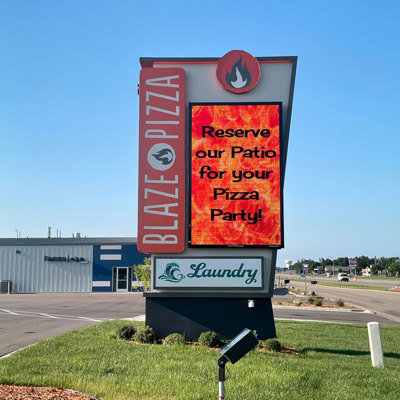 BLAZE PIZZA
Reserve
our Patio
for your
Pizza
Party!
Laundry